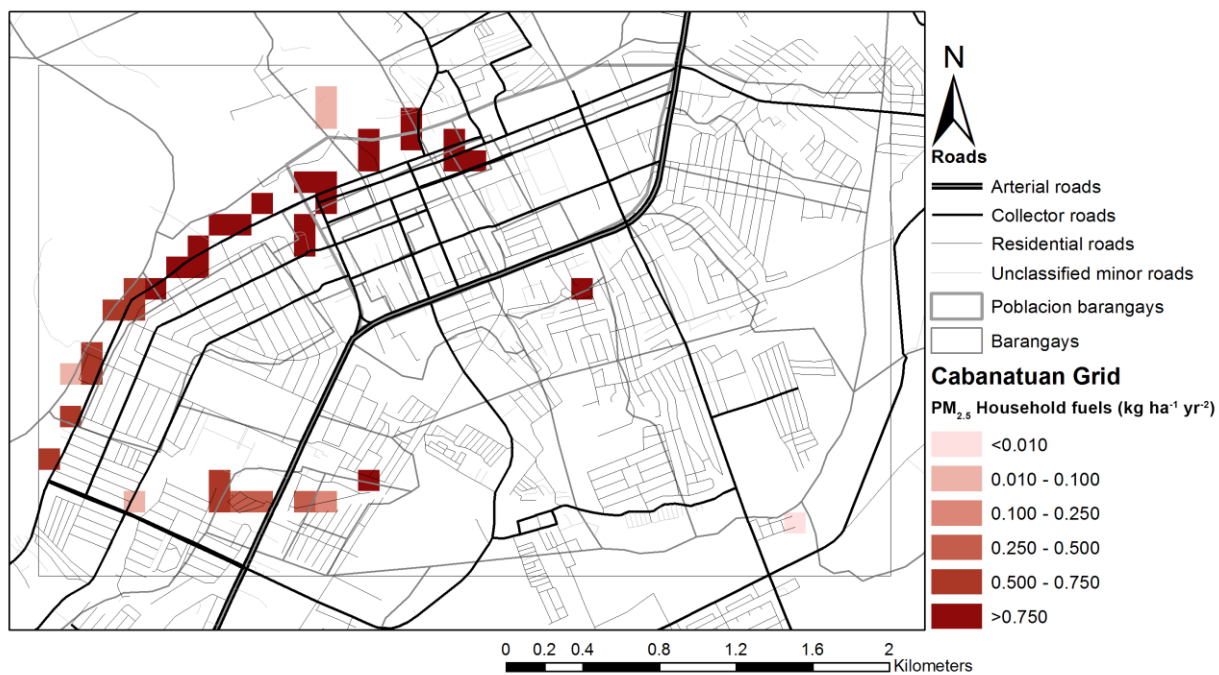 N
Roads
Arterial roads
Collector roads
Residential roads
Unclassified minor roads
Poblacion barangays
Barangays
Cabanatuan Grid
PM2.5 Household fuels (kg ha-1 yr-2)
<0.010
0.010 - 0.100
0.100 - 0.250
0.250 - 0.500
0.500 - 0.750
>0.750
0 0.2 0.4 0.8 1.2 1.6 2
Kilometers